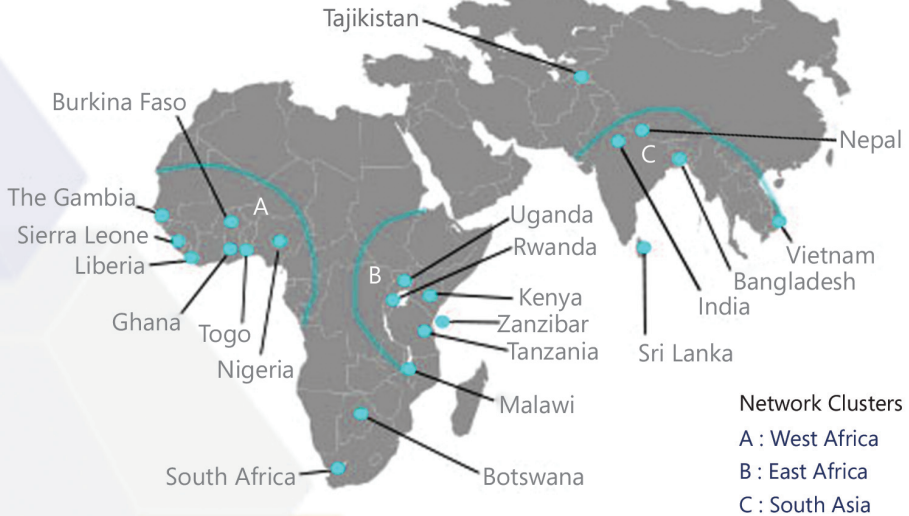 Tajikistan
Burkina Faso
Nepal
C
The Gambia
A
Uganda
Sierra Leone
Rwanda
Vietnam
Liberia
B
Bangladesh
Kenya
India
Ghana
Zanzibar
Togo
Tanzania
Sri Lanka
Nigeria
Malawi
Network Clusters
A : West Africa
South Africa
Botswana
B : East Africa
C : South Asia